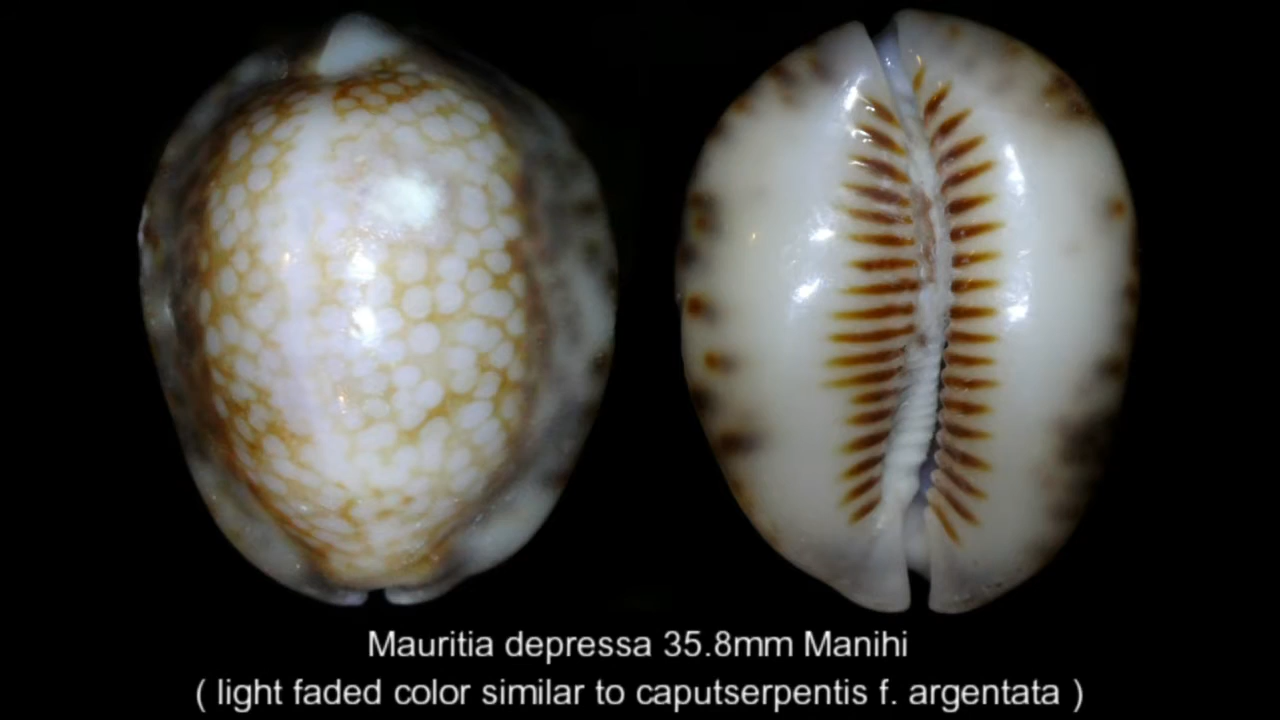 Mauritia depressa 35.8mm Manihi
( light faded color similar to caputserpentis f. argentata )